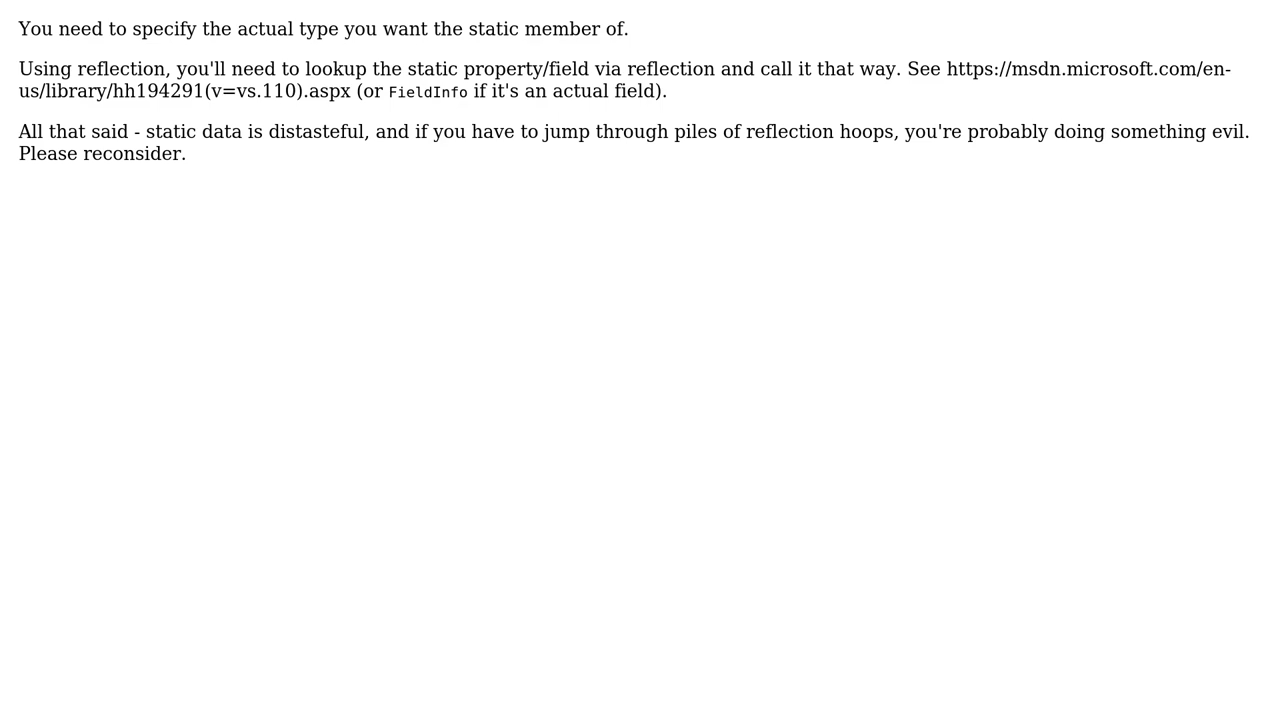 You need to specify the actual type you want the static member of.
Using reflection, you'll need to lookup the static property/field via reflection and call it that way. See https://msdn.microsoft.com/en-
us/library/hh194291(v=vs.110).aspx (or FieldInfo if it's an actual field).
All that said - static data is distasteful, and if you have to jump through piles of reflection hoops, you're probably doing something evil.
Please reconsider.